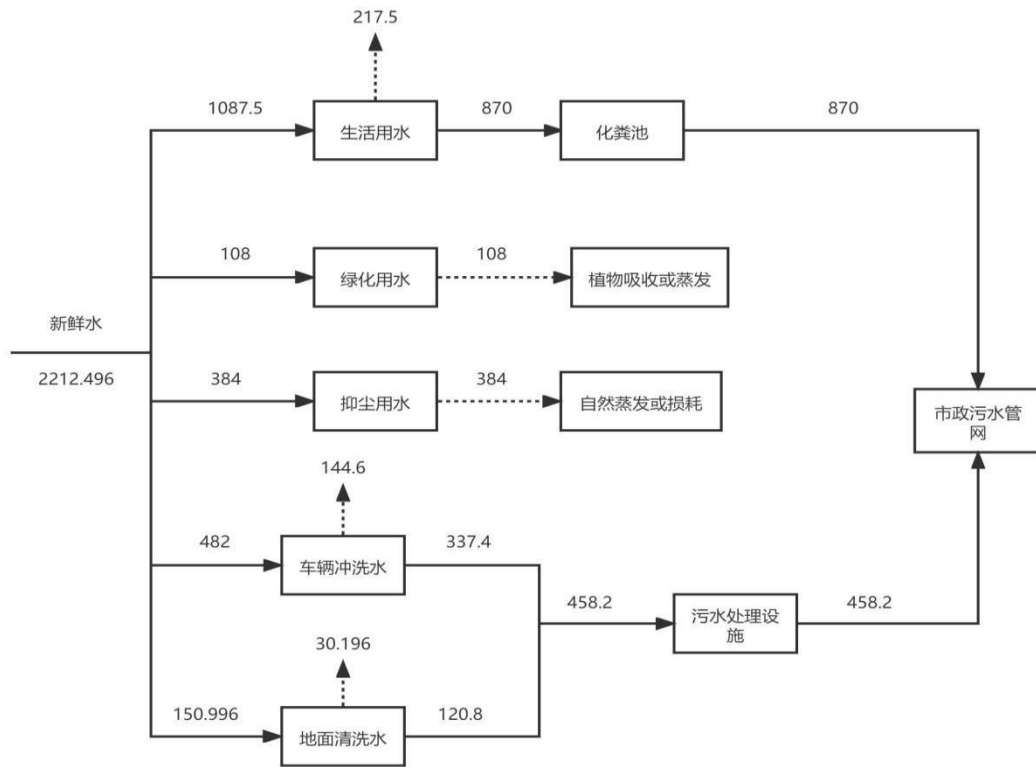 217.5
1087.5
生活用水
870
化粪池
870
108
绿化用水
108
植物吸收或蒸发
新鲜水
2212.496
384
抑尘用水
384
自然蒸发或损耗
市政污水管
网
144.6
482
车辆冲洗水
337.4
458.2
污水处理设
施
458.2
30.196
150.996
地面清洗水
120.8